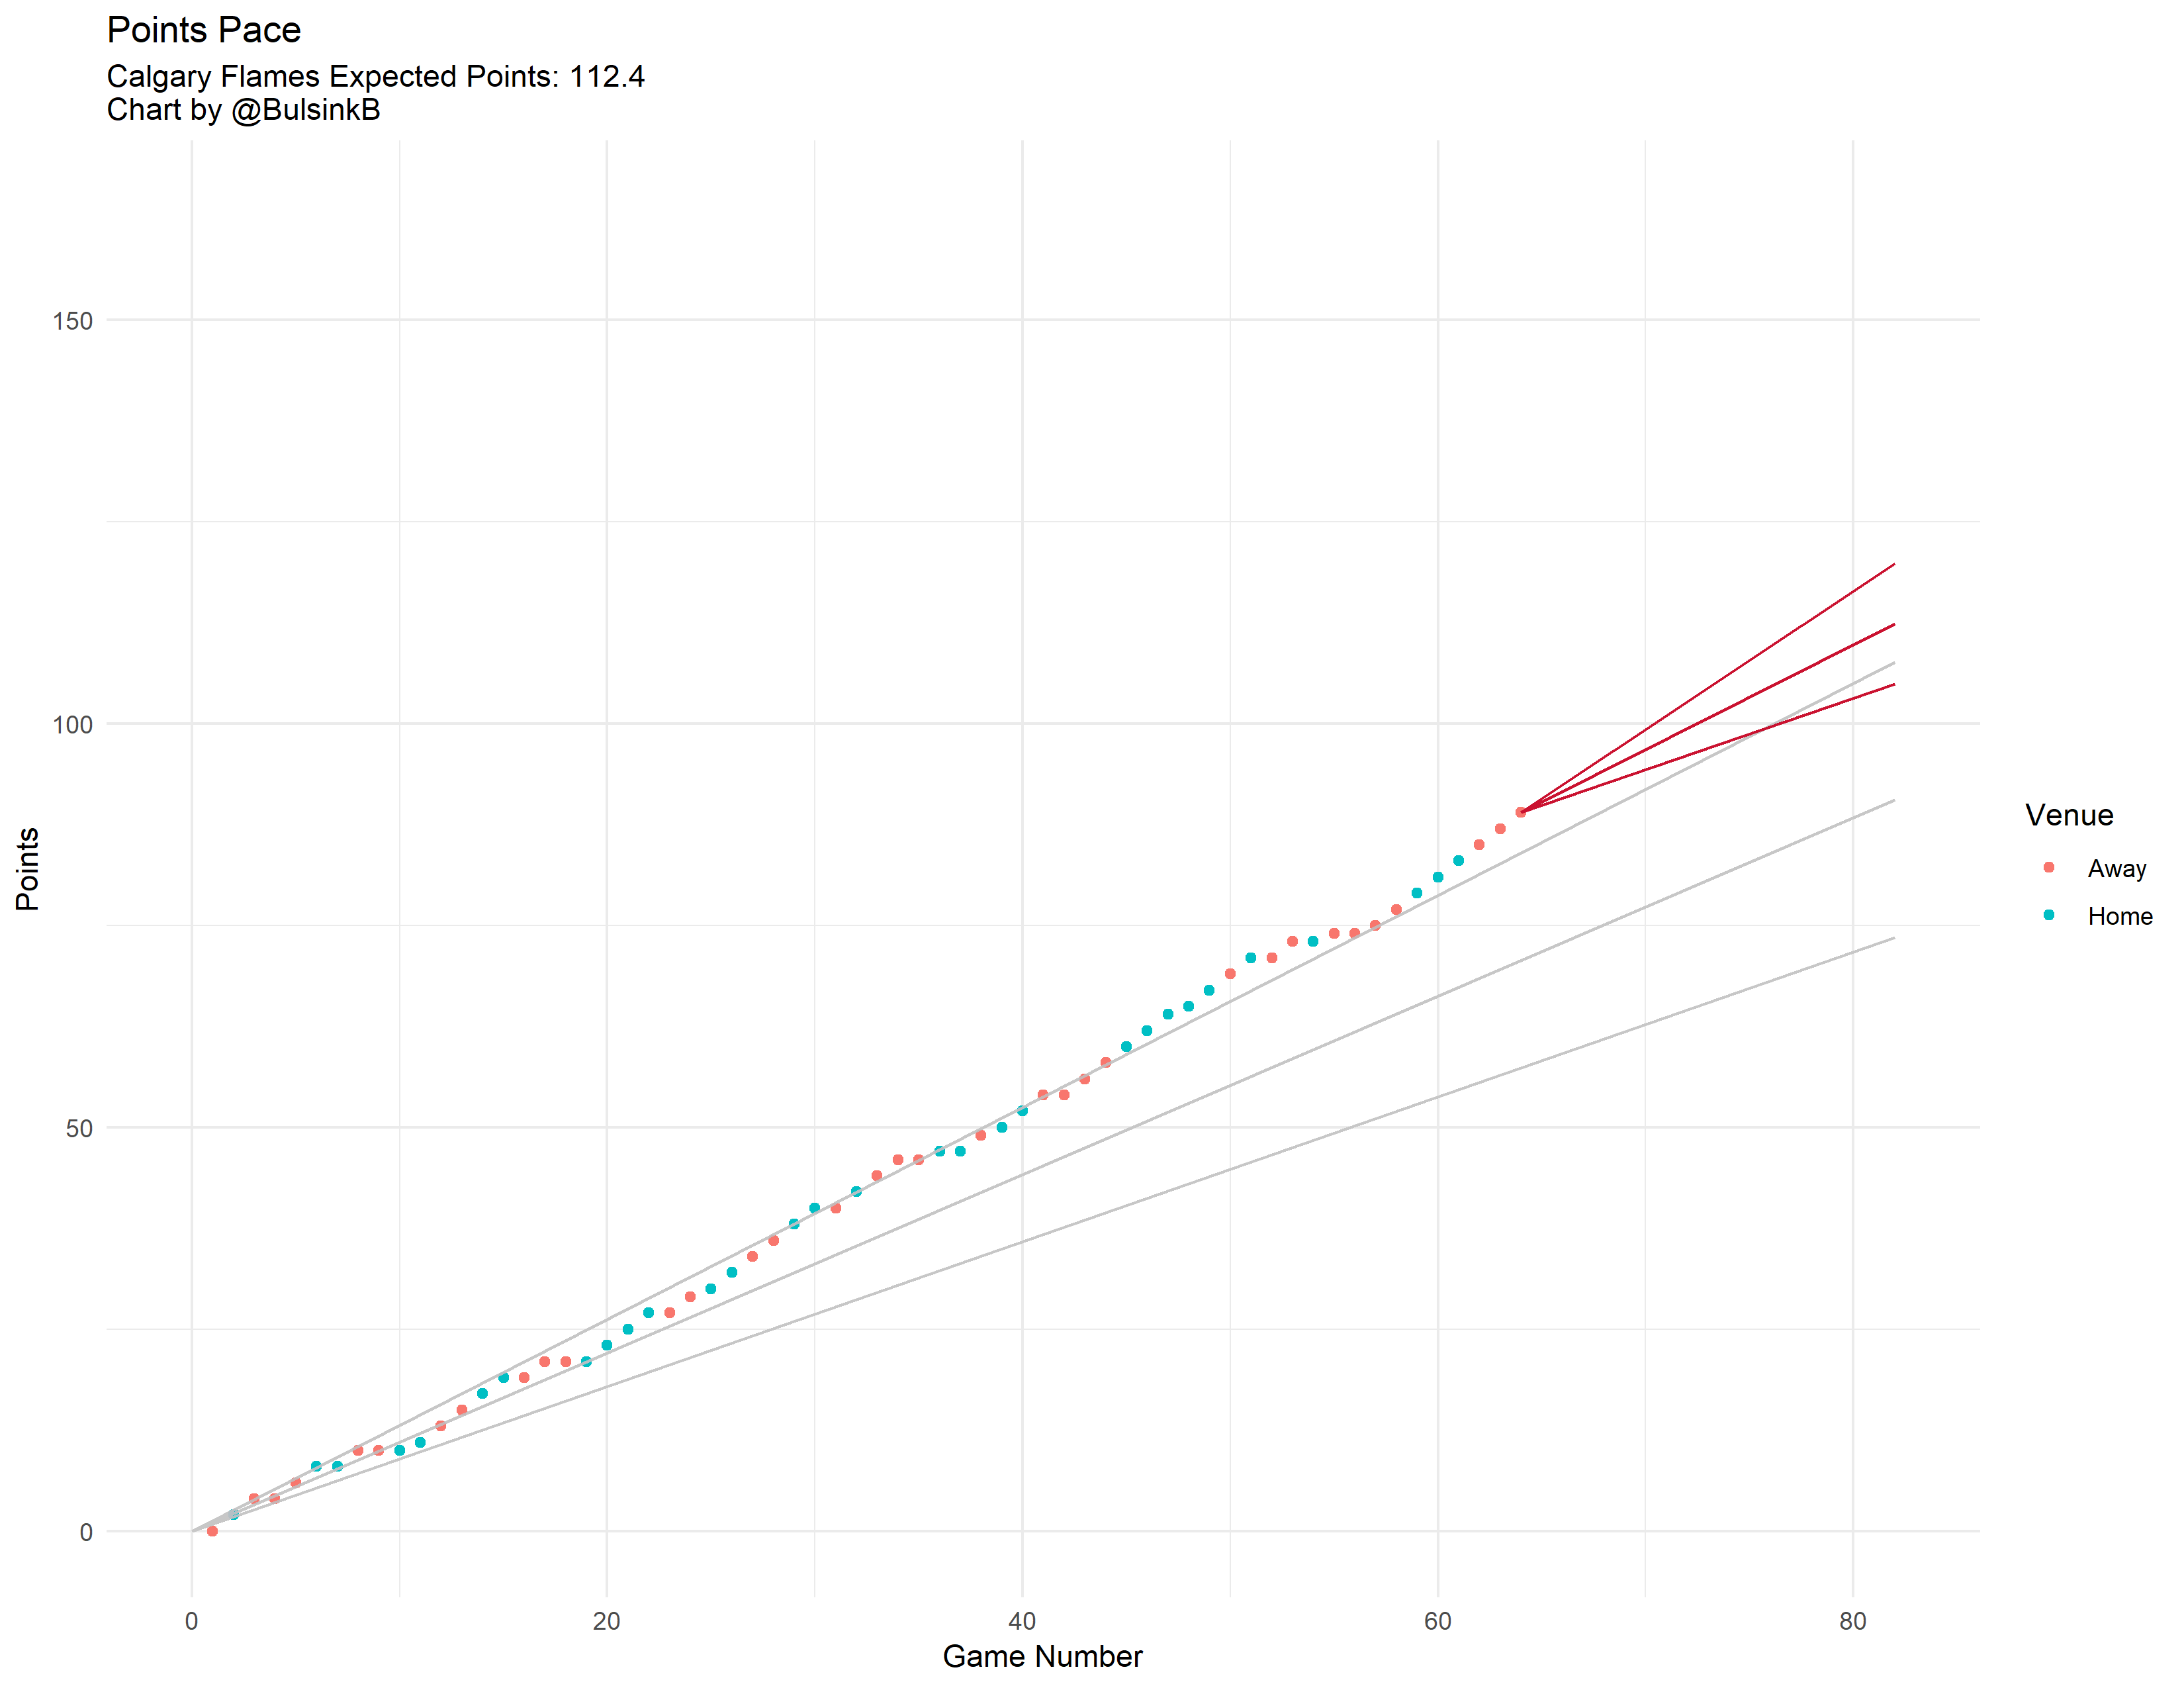 Points Pace
Calgary Flames Expected Points: 112.4
Chart by @BulsinkB
150
100
50
0
Points
0 20 40 60 80
Game Number
Venue
Away
Home